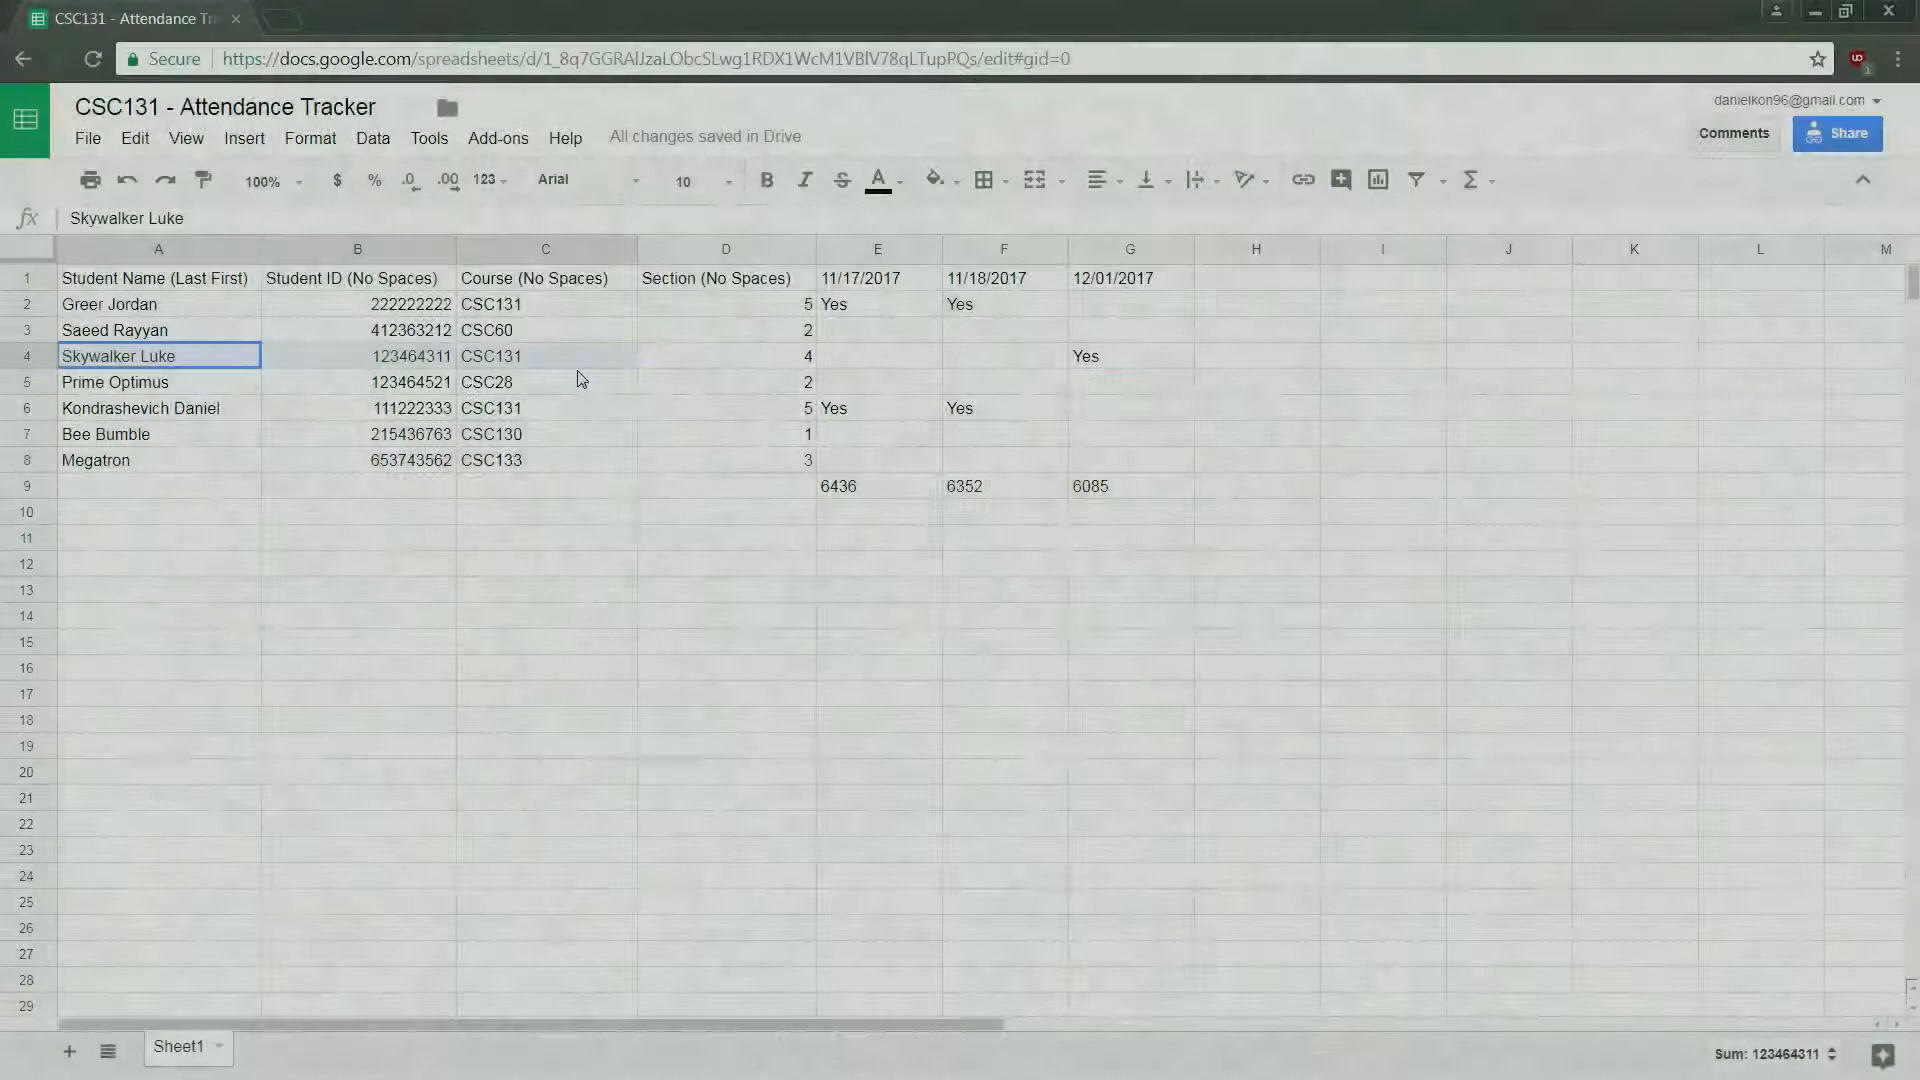 CSC131 - Attendance Tr
Secure
https://docs.google.com/spreadsheets/d/1_8q7GGRAlJzaLObcSLwg1RDX1WcM1VBlV78qLTupPQs/edit#gid=0
CSC131 - Attendance Tracker
danielkon96@gmail.com
File Edit View Insert Format Data Tools Add-ons Help All changes saved in Drive
Comments Share
100% $ % .0 .00 123 Arial 10 B I S A Σ
fx Skywalker Luke
A B C D E F G H I J K L M
1 Student Name (Last First) Student ID (No Spaces) Course (No Spaces) Section (No Spaces) 11/17/2017 11/18/2017 12/01/2017
2 Greer Jordan 222222222 CSC131 5 Yes Yes
3 Saeed Rayyan 412363212 CSC60 2
4 Skywalker Luke 123464311 CSC131 4 Yes
5 Prime Optimus 123464521 CSC28 2
6 Kondrashevich Daniel 111222333 CSC131 5 Yes Yes
7 Bee Bumble 215436763 CSC130 1
8 Megatron 653743562 CSC133 3
9 6436 6352 6085
10
11
12
13
14
15
16
17
18
19
20
21
22
23
24
25
26
27
28
29
Sheet1
Sum: 123464311